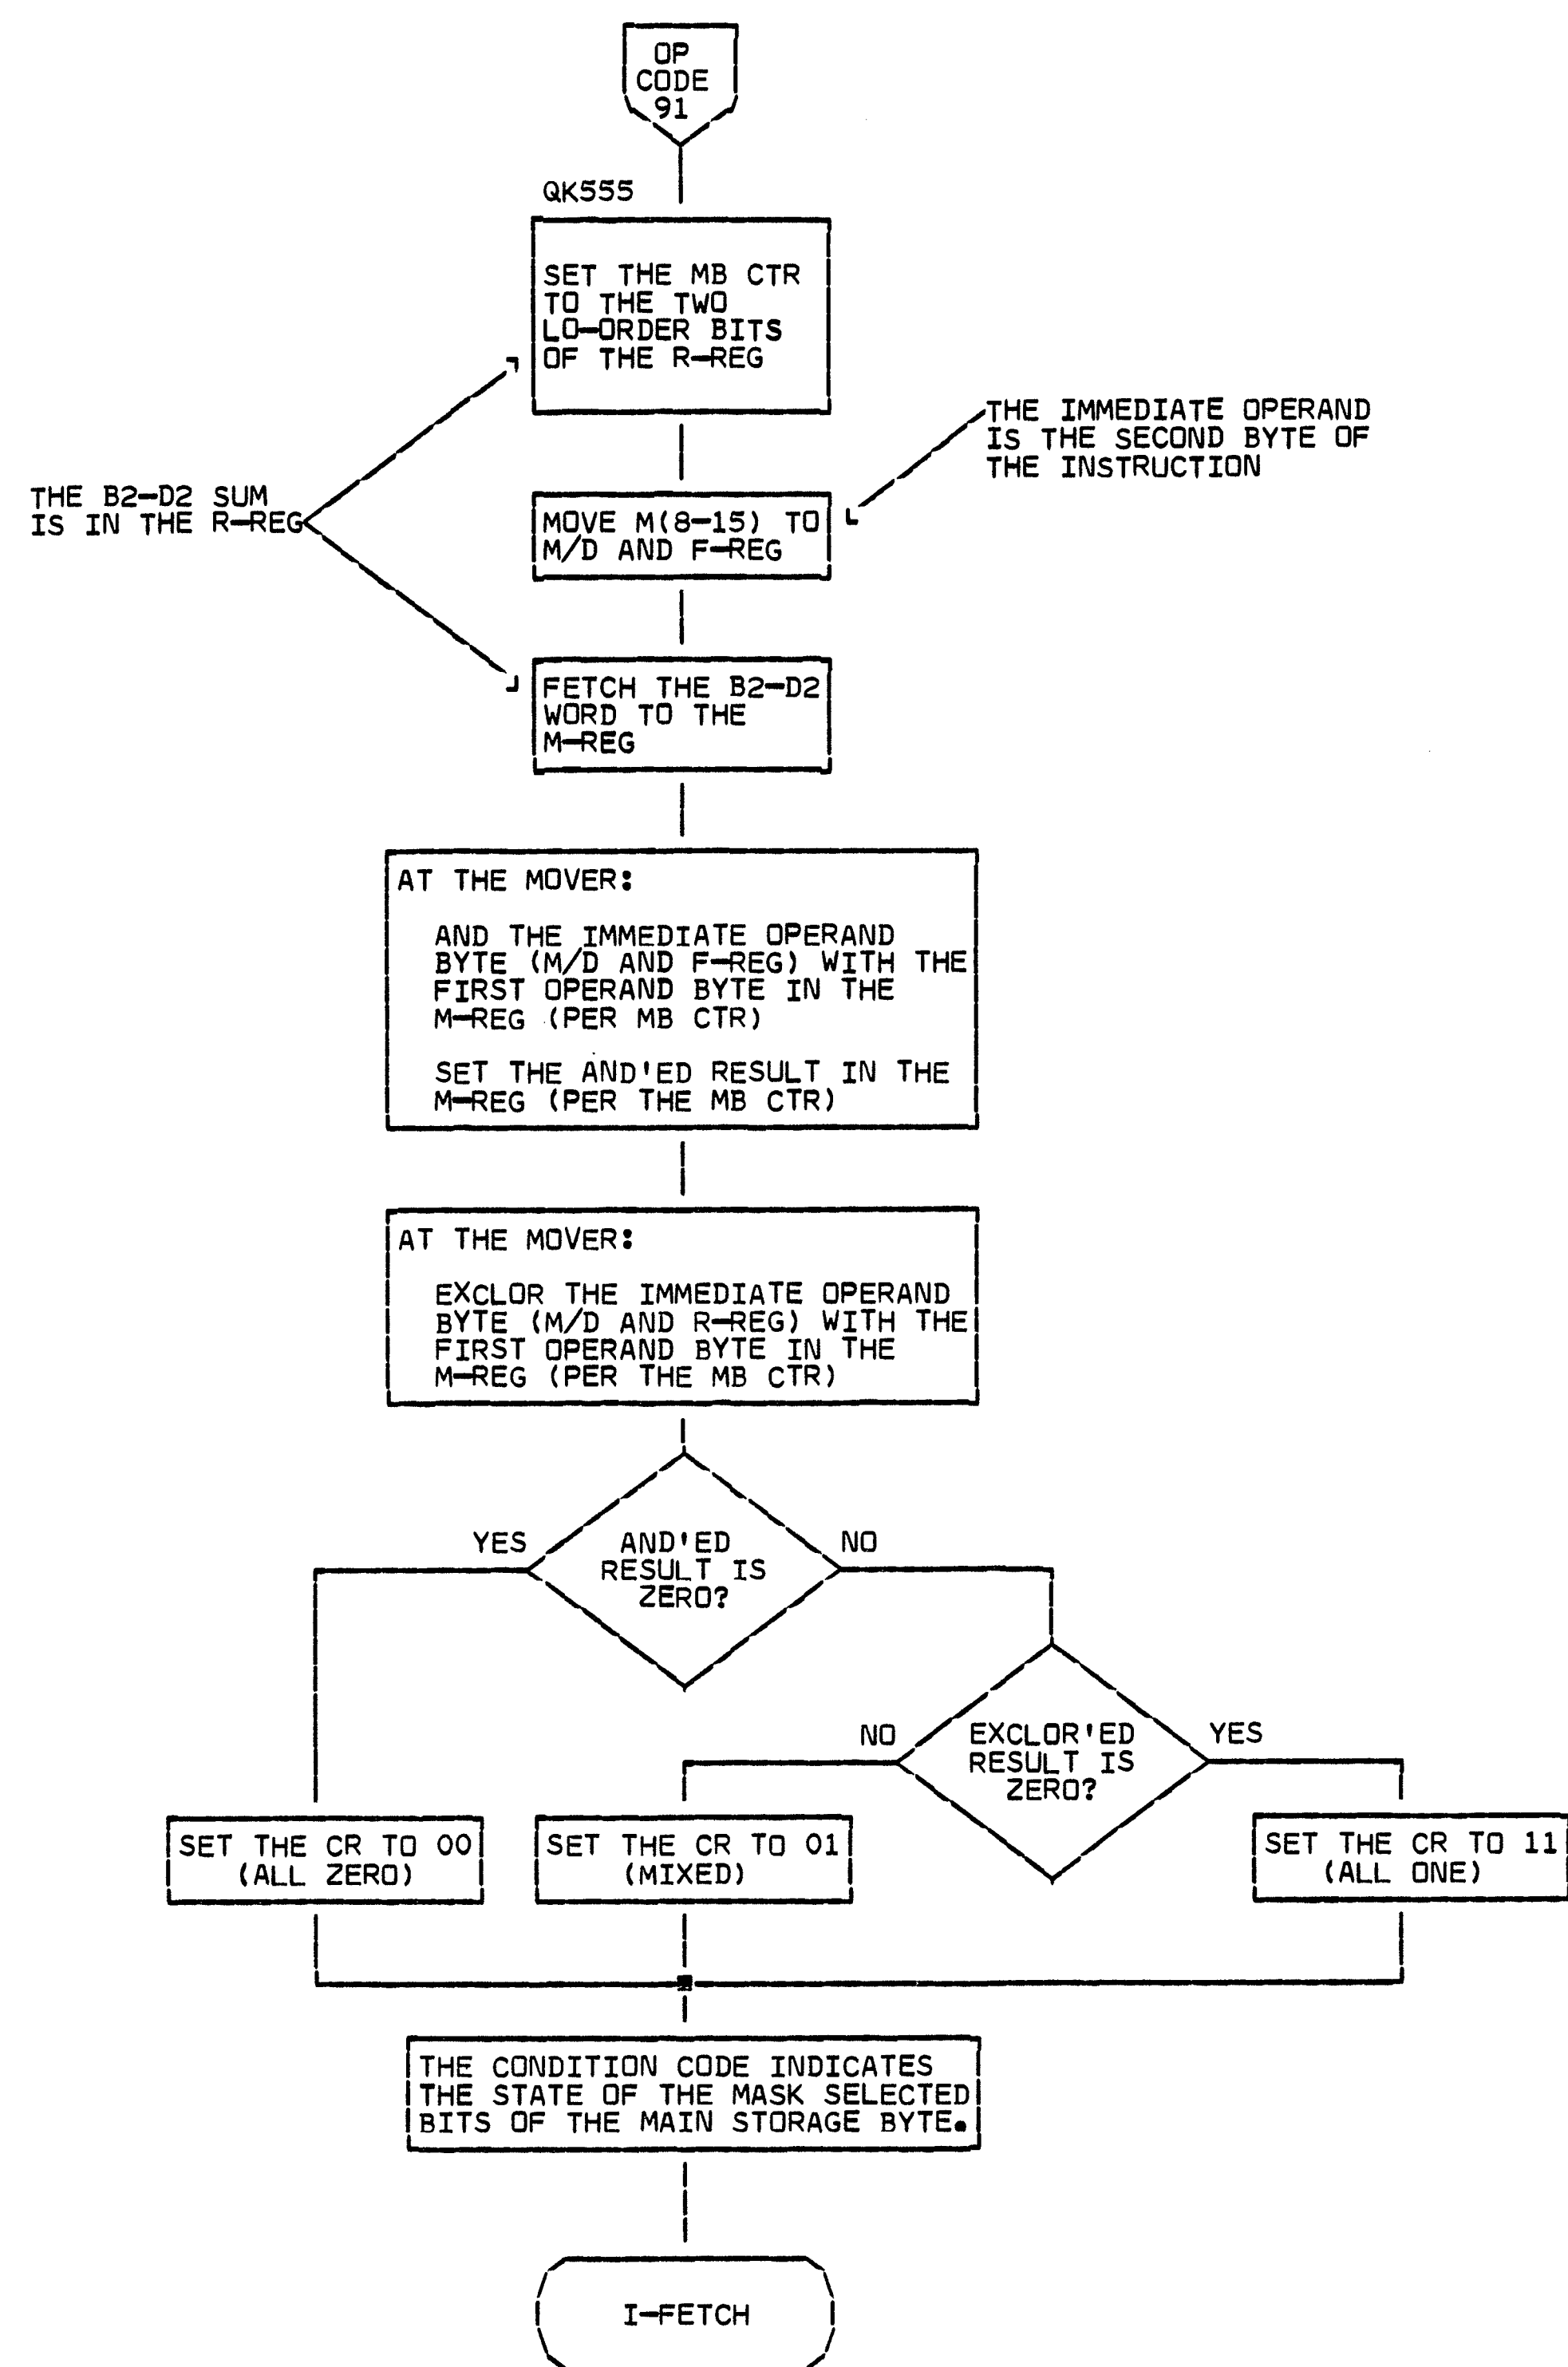 OP
CODE
91
QK555
SET THE MB CTR
TO THE TWO
LO-ORDER BITS
OF THE R-REG
THE IMMEDIATE OPERAND
IS THE SECOND BYTE OF
THE INSTRUCTION
THE B2-D2 SUM
IS IN THE R-REG
MOVE M(8-15) TO
M/D AND F-REG
FETCH THE B2-D2
WORD TO THE
M-REG
AT THE MOVER:
AND THE IMMEDIATE OPERAND
BYTE (M/D AND F-REG) WITH THE
FIRST OPERAND BYTE IN THE
M-REG (PER MB CTR)
SET THE AND'ED RESULT IN THE
M-REG (PER THE MB CTR)
AT THE MOVER:
EXCLOR THE IMMEDIATE OPERAND
BYTE (M/D AND R-REG) WITH THE
FIRST OPERAND BYTE IN THE
M-REG (PER THE MB CTR)
YES
AND'ED
RESULT IS
ZERO?
NO
NO
EXCLOR'ED
RESULT IS
ZERO?
YES
SET THE CR TO 00
(ALL ZERO)
SET THE CR TO 01
(MIXED)
SET THE CR TO 11
(ALL ONE)
THE CONDITION CODE INDICATES
THE STATE OF THE MASK SELECTED
BITS OF THE MAIN STORAGE BYTE.
I-FETCH